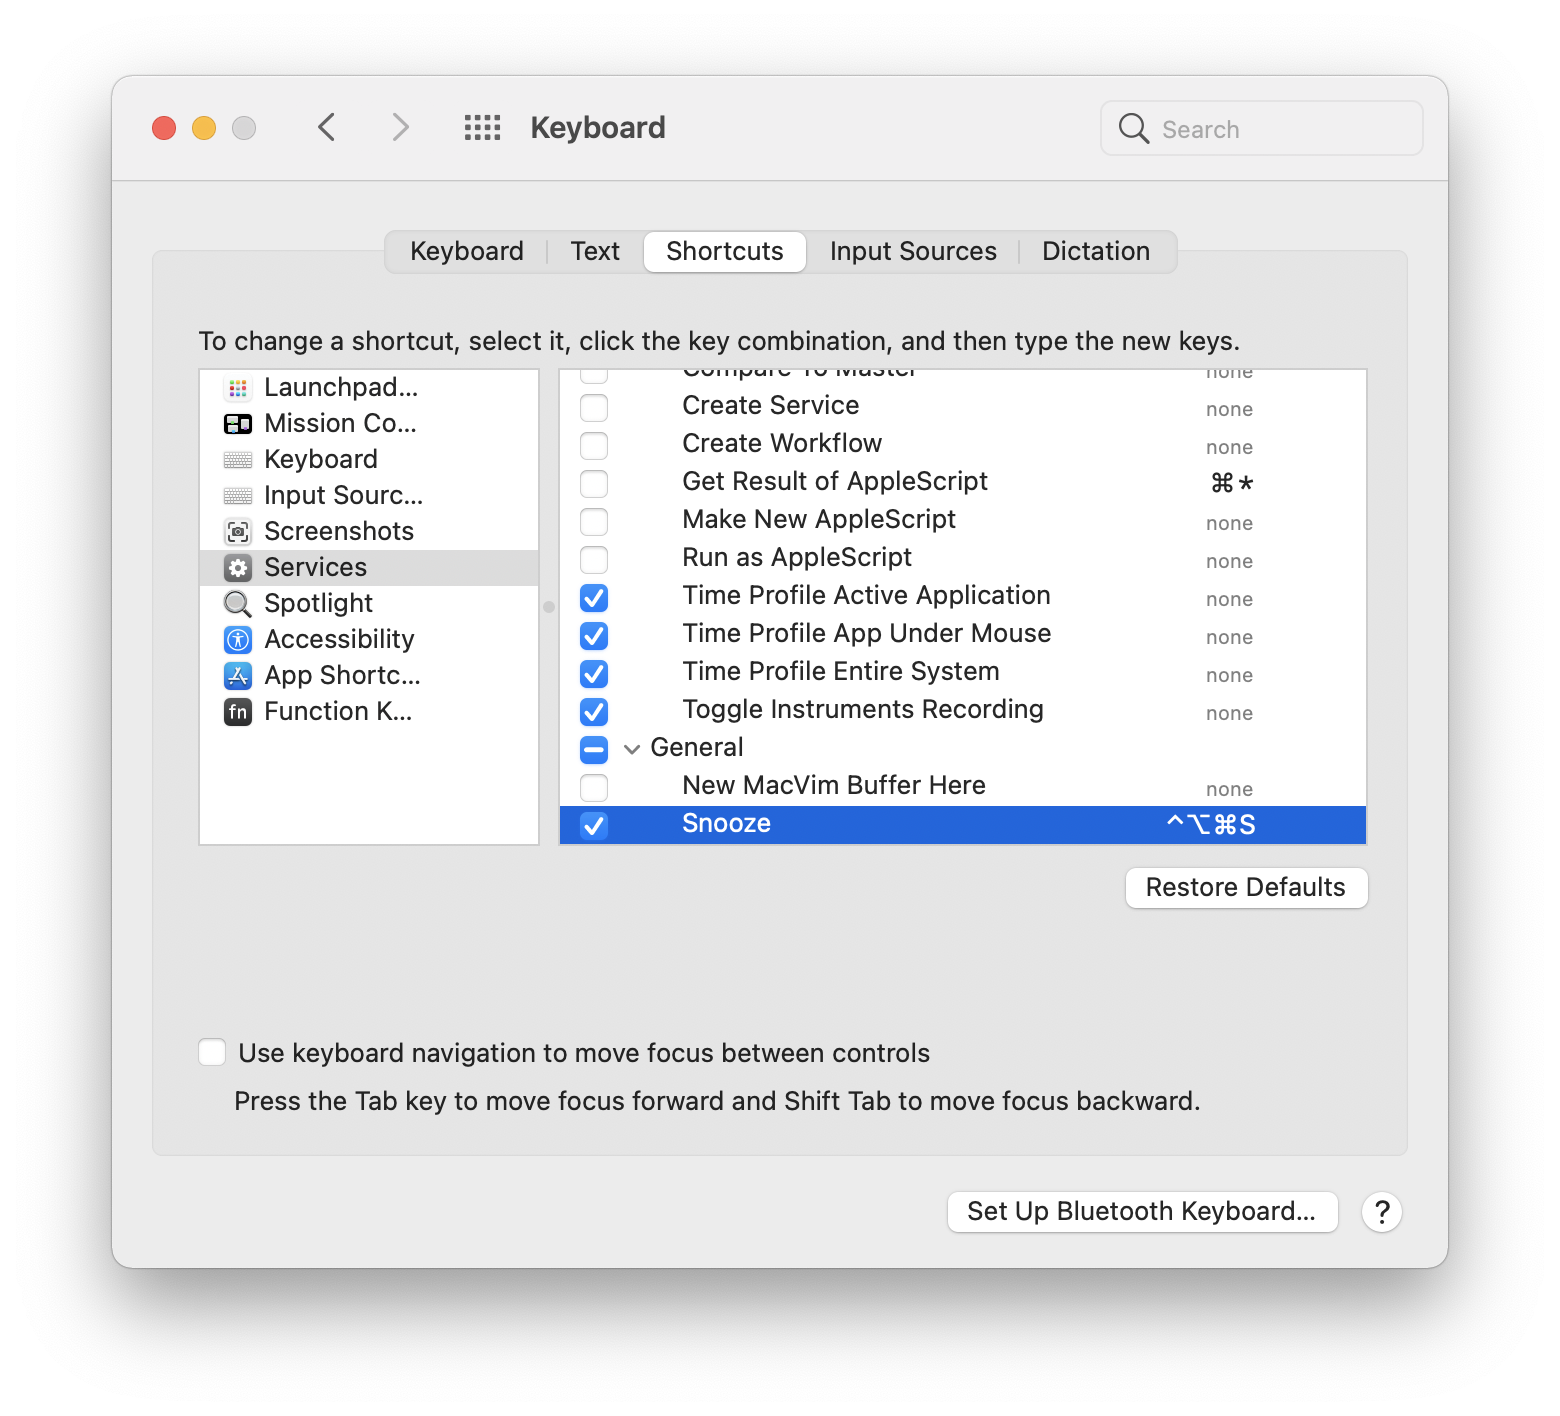 Keyboard
Search
Keyboard
Text
Shortcuts
Input Sources
Dictation
To change a shortcut, select it, click the key combination, and then type the new keys.
Launchpad...
Mission Co...
Keyboard
Input Sourc...
Screenshots
Services
Spotlight
Accessibility
App Shortc...
fn Function K...
Compare To Master none
Create Service none
Create Workflow none
Get Result of AppleScript ⌘*
Make New AppleScript none
Run as AppleScript none
Time Profile Active Application none
Time Profile App Under Mouse none
Time Profile Entire System none
Toggle Instruments Recording none
General
New MacVim Buffer Here none
Snooze ^⌥⌘S
Restore Defaults
Use keyboard navigation to move focus between controls
Press the Tab key to move focus forward and Shift Tab to move focus backward.
Set Up Bluetooth Keyboard...
?